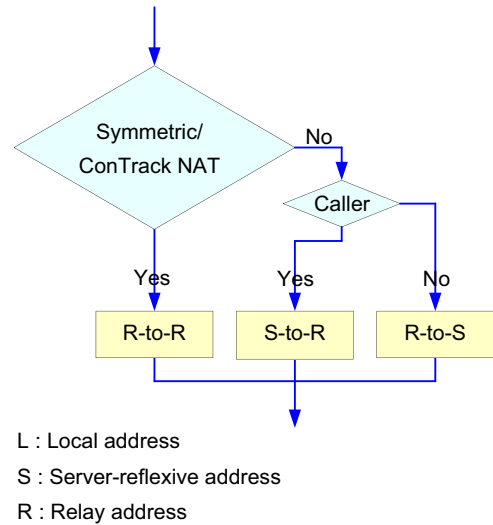 Symmetric/
ConTrack NAT
No
Caller
Yes
Yes
No
R-to-R
S-to-R
R-to-S
L : Local address
S : Server-reflexive address
R : Relay address